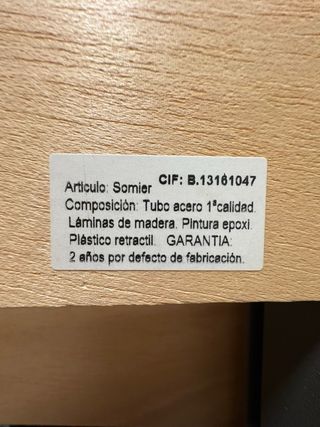 Articulo: Somier CIF: B.13161047
Composición: Tubo acero 1ªcalidad.
Láminas de madera. Pintura epoxi.
Plástico retractil. GARANTIA:
2 años por defecto de fabricación.